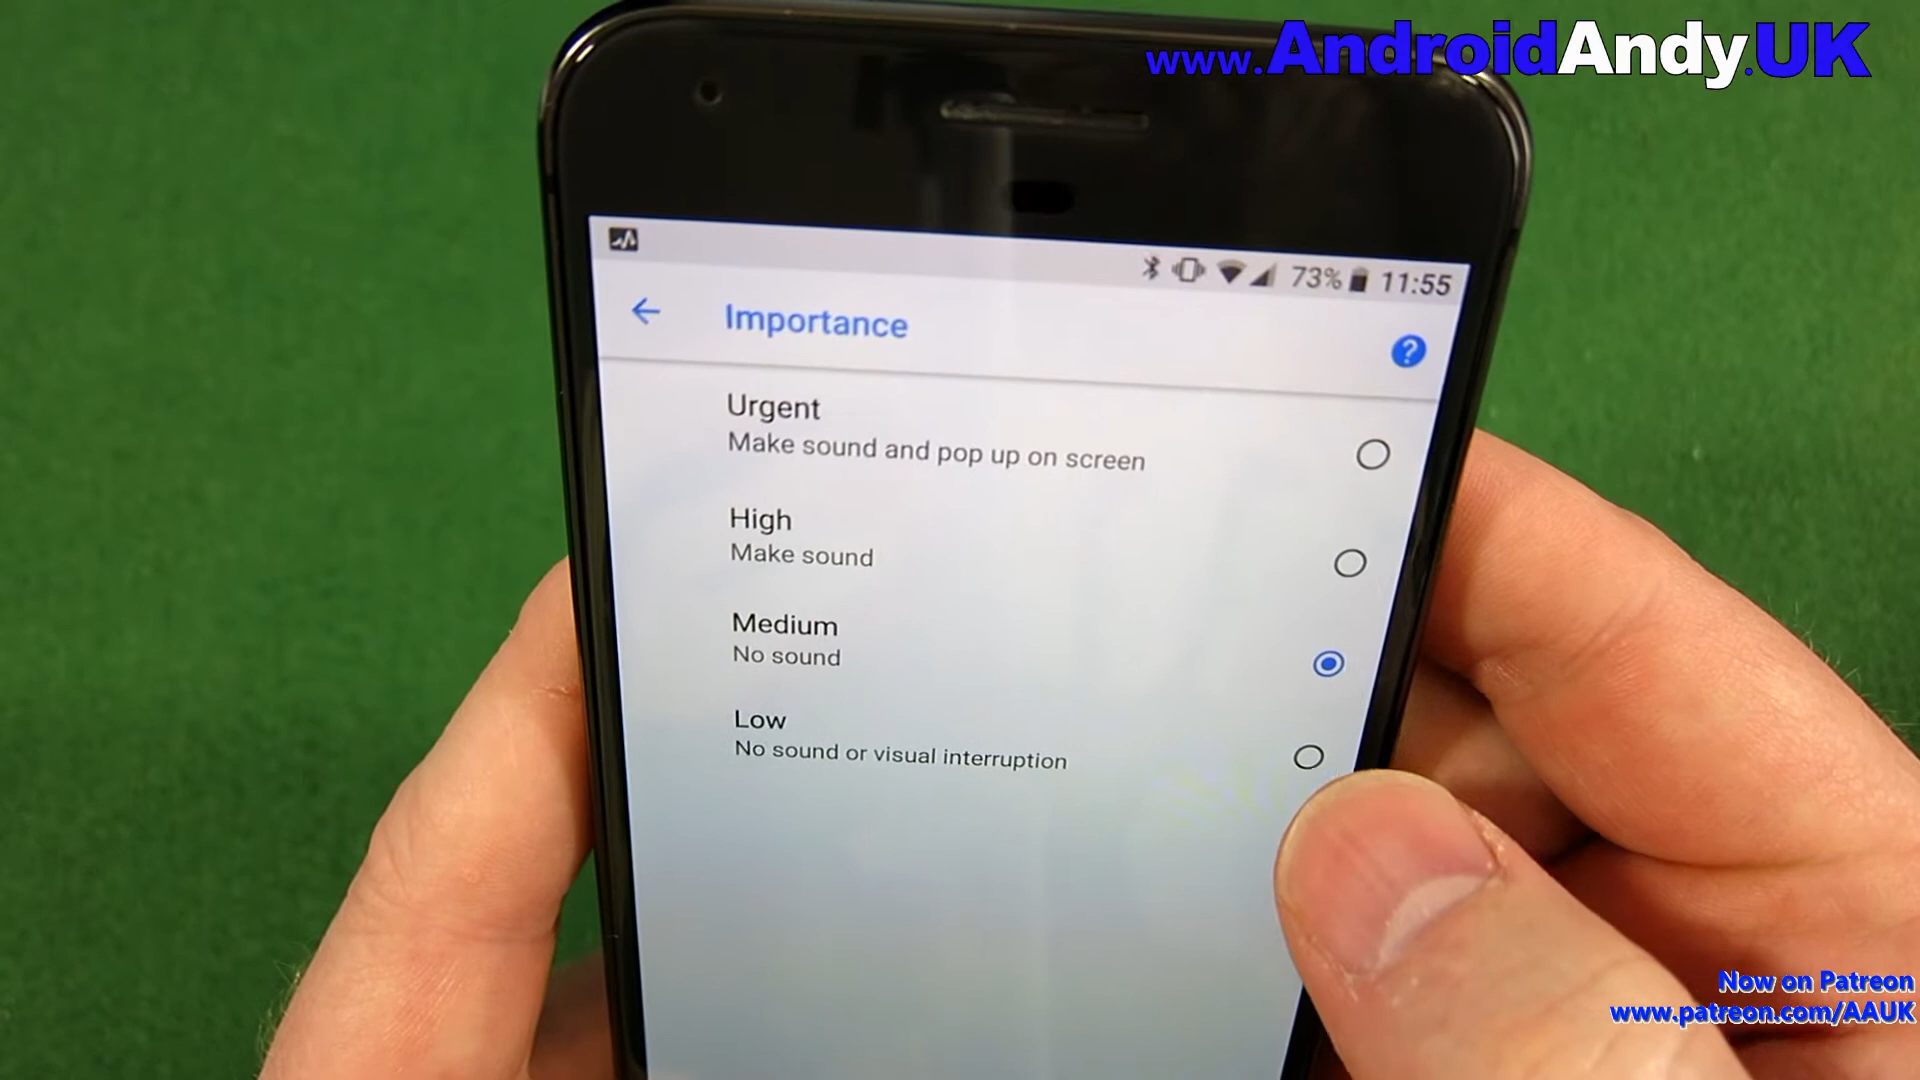 www.AndroidAndy.UK
73% 11:55
Importance
?
Urgent
Make sound and pop up on screen
High
Make sound
Medium
No sound
Low
No sound or visual interruption
Now on Patreon
www.patreon.com/AAUK